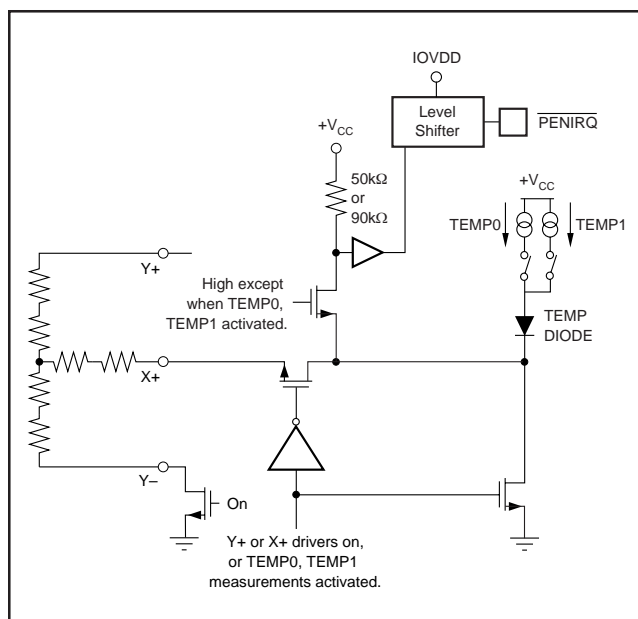 IOVDD
Level
Shifter
PENIRQ
+VCC
50kΩ
or
90kΩ
+VCC
TEMP0
TEMP1
Y+
High except
when TEMP0,
TEMP1 activated.
TEMP
DIODE
X+
Y–
On
Y+ or X+ drivers on,
or TEMP0, TEMP1
measurements activated.